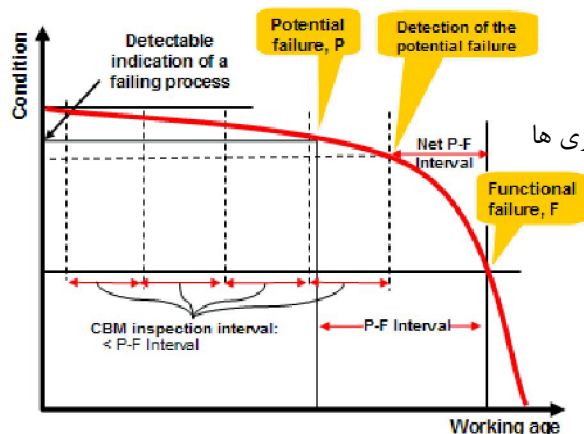 Condition
Detectable
indication of a
failing process
Potential
failure, P
Detection of the
potential failure
Net P-F
Interval
ری ها
Functional
failure, F
CBM inspection interval:
< P-F Interval
P-F Interval
Working age